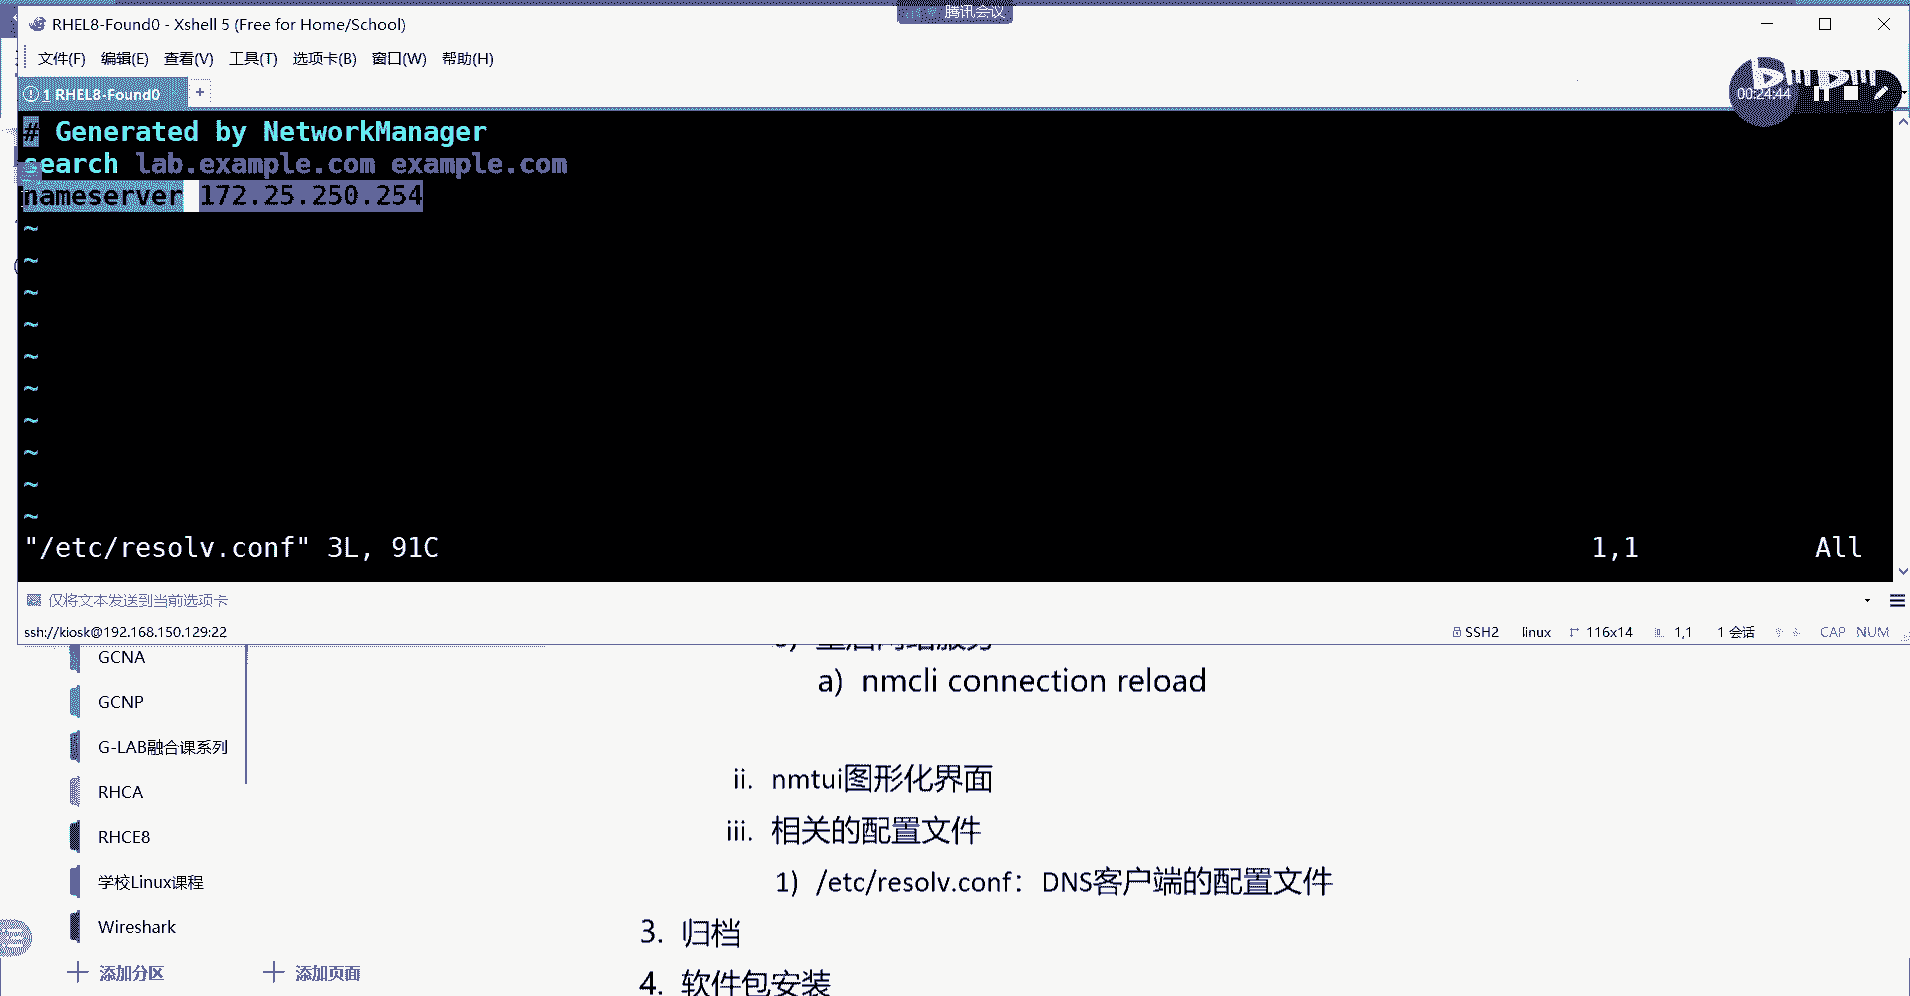 腾讯会议
RHEL8-Found0 - Xshell 5 (Free for Home/School)
文件(F) 编辑(E) 查看(V) 工具(T) 选项卡(B) 窗口(W) 帮助(H)
1 RHEL8-Found0 +
bilibili
00:24:44
# Generated by NetworkManager
search lab.example.com example.com
nameserver 172.25.250.254
~
~
~
~
~
~
~
~
~
~
"/etc/resolv.conf" 3L, 91C 1,1 All
仅将文本发送到当前选项卡
ssh://kiosk@192.168.150.129:22 SSH2 linux 116x14 1,1 1 会话 CAP NUM
GCNA
GCNP
G-LAB融合课系列
RHCA
RHCE8
学校Linux课程
Wireshark
添加分区 添加页面
a) nmcli connection reload
ii. nmtui图形化界面
iii. 相关的配置文件
1) /etc/resolv.conf：DNS客户端的配置文件
3. 归档
4. 软件包安装